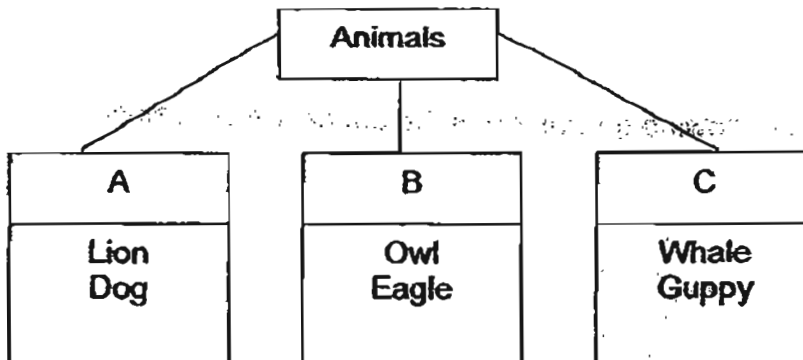 Animals
A
B
C
Lion
Dog
Owl
Eagle
Whale
Guppy